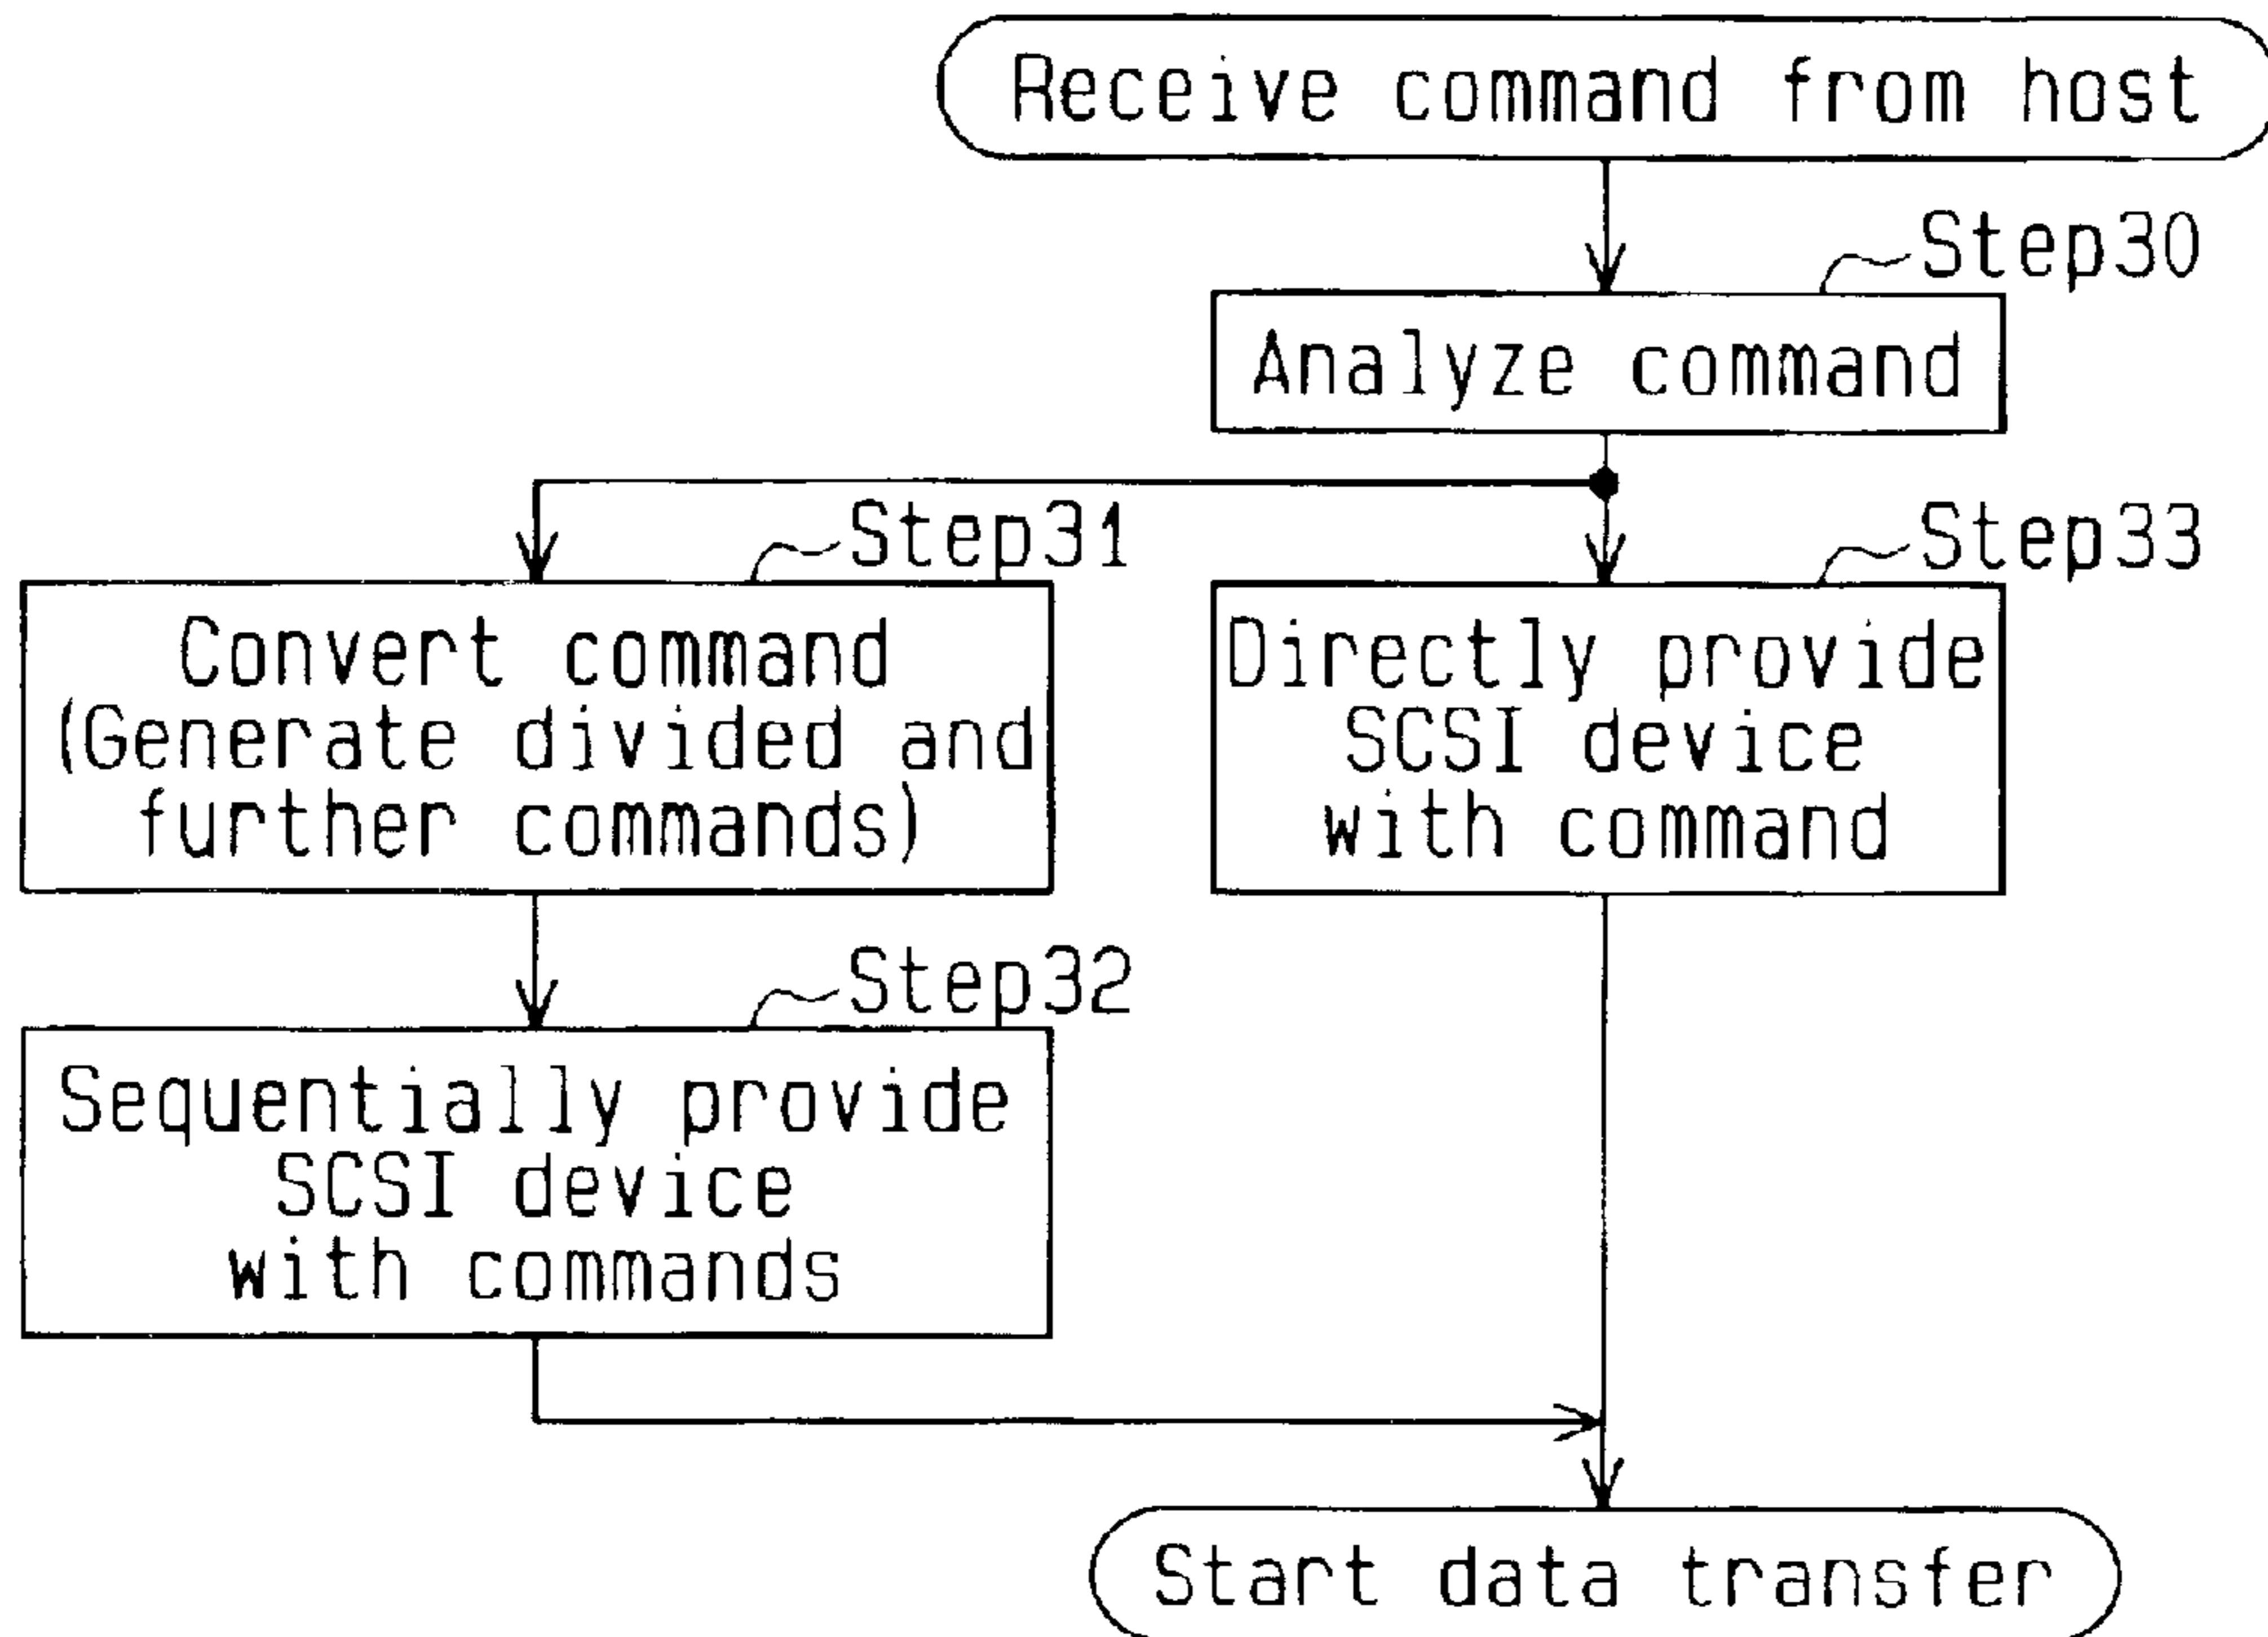 Receive command from host
Step30
Analyze command
Step31
Convert command
(Generate divided and
further commands)
Step33
Directly provide
SCSI device
with command
Step32
Sequentially provide
SCSI device
with commands
Start data transfer